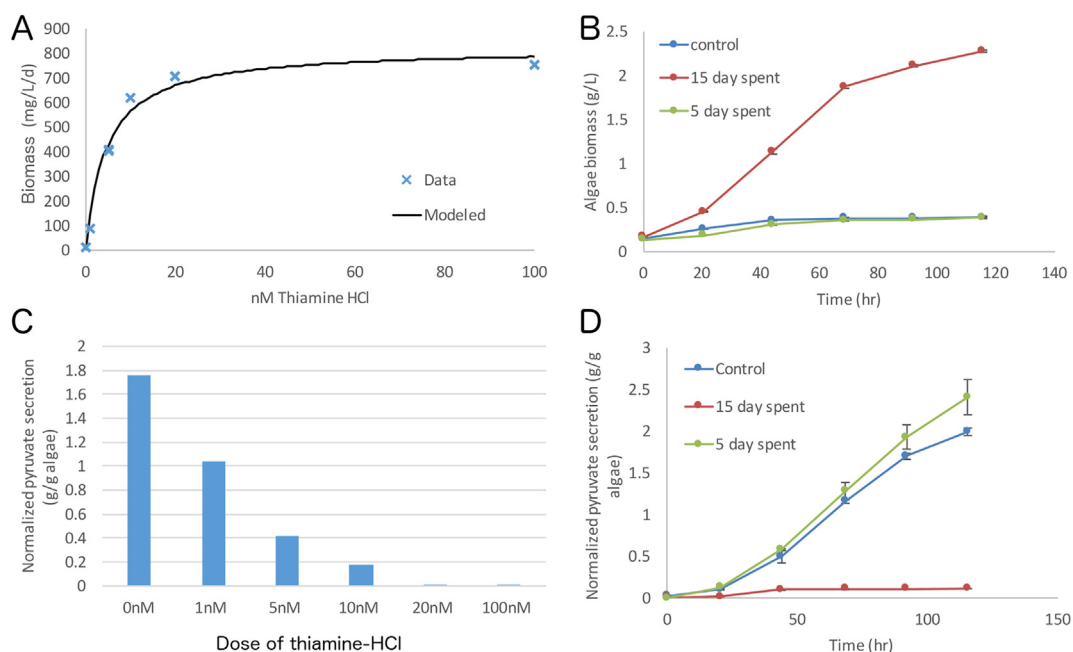 A
900
800
700
600
500
400
300
200
100
0
Biomass (mg/L/d)
0 20 40 60 80 100
nM Thiamine HCl
Data
Modeled
B
2.5
2
1.5
1
0.5
0
Algae biomass (g/L)
control
15 day spent
5 day spent
0 20 40 60 80 100 120 140
Time (hr)
C
2
1.8
1.6
1.4
1.2
1
0.8
0.6
0.4
0.2
0
Normalized pyruvate secretion
(g/g algae)
0nM 1nM 5nM 10nM 20nM 100nM
Dose of thiamine-HCl
D
3
2.5
2
1.5
1
0.5
0
Normalized pyruvate secretion (g/g
algae)
Control
15 day spent
5 day spent
0 50 100 150
Time (hr)